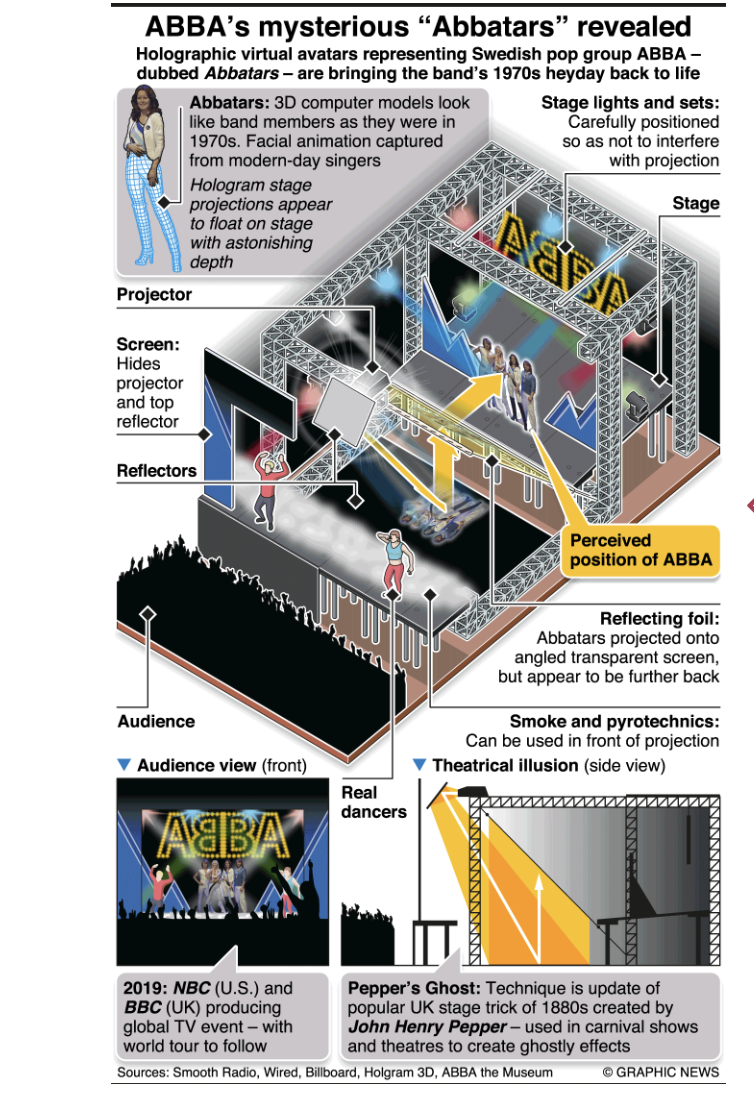 ABBA's mysterious “Abbatars” revealed
Holographic virtual avatars representing Swedish pop group ABBA –
dubbed Abbatars – are bringing the band's 1970s heyday back to life
Abbatars: 3D computer models look
like band members as they were in
1970s. Facial animation captured
from modern-day singers
Hologram stage
projections appear
to float on stage
with astonishing
depth
Stage lights and sets:
Carefully positioned
so as not to interfere
with projection
Stage
ABBA
Projector
Screen:
Hides
projector
and top
reflector
Reflectors
Perceived
position of ABBA
Reflecting foil:
Abbatars projected onto
angled transparent screen,
but appear to be further back
Audience
Smoke and pyrotechnics:
Can be used in front of projection
Real
dancers
▼ Audience view (front)
ABBA
▼ Theatrical illusion (side view)
2019: NBC (U.S.) and
BBC (UK) producing
global TV event – with
world tour to follow
Pepper's Ghost: Technique is update of
popular UK stage trick of 1880s created by
John Henry Pepper – used in carnival shows
and theatres to create ghostly effects
Sources: Smooth Radio, Wired, Billboard, Holgram 3D, ABBA the Museum
© GRAPHIC NEWS